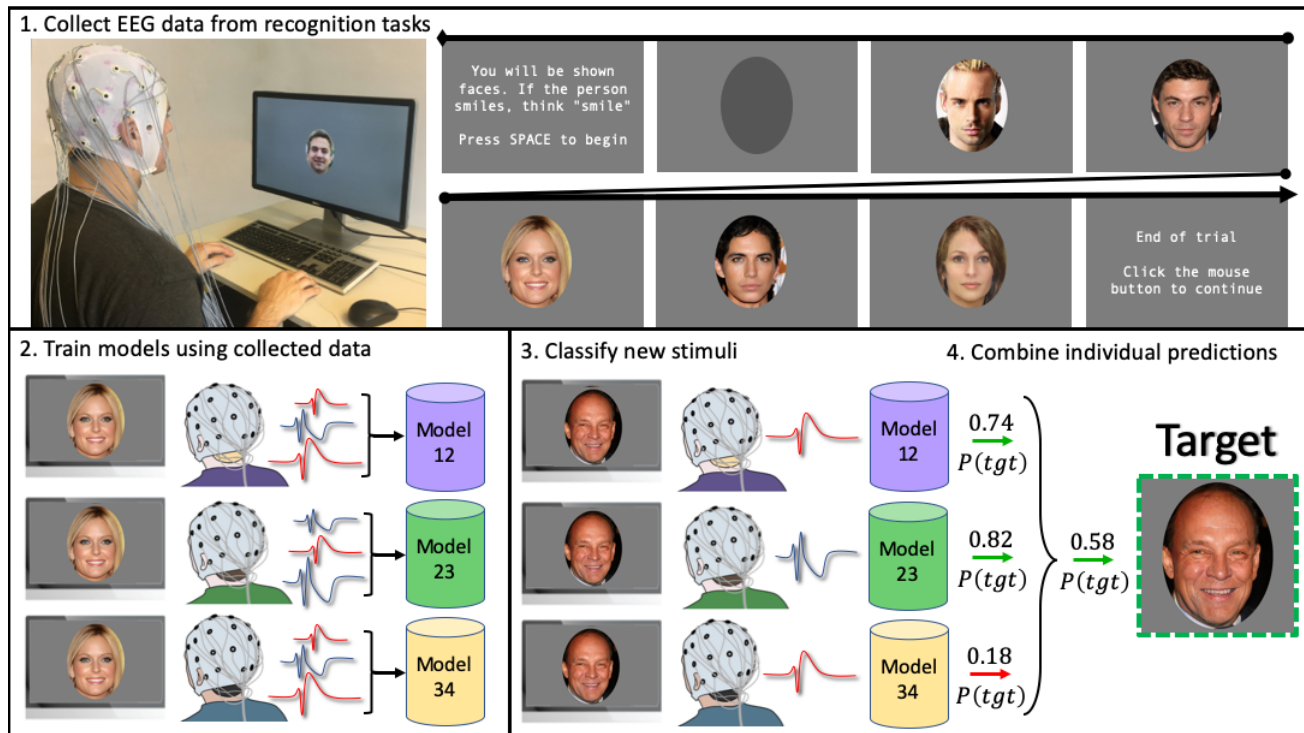 1. Collect EEG data from recognition tasks
You will be shown
faces. If the person
smiles, think "smile"
Press SPACE to begin
End of trial
Click the mouse
button to continue
2. Train models using collected data
Model
12
Model
23
Model
34
3. Classify new stimuli
4. Combine individual predictions
Model
12
0.74
P(tgt)
Model
23
0.82
P(tgt)
Model
34
0.18
P(tgt)
0.58
P(tgt)
Target